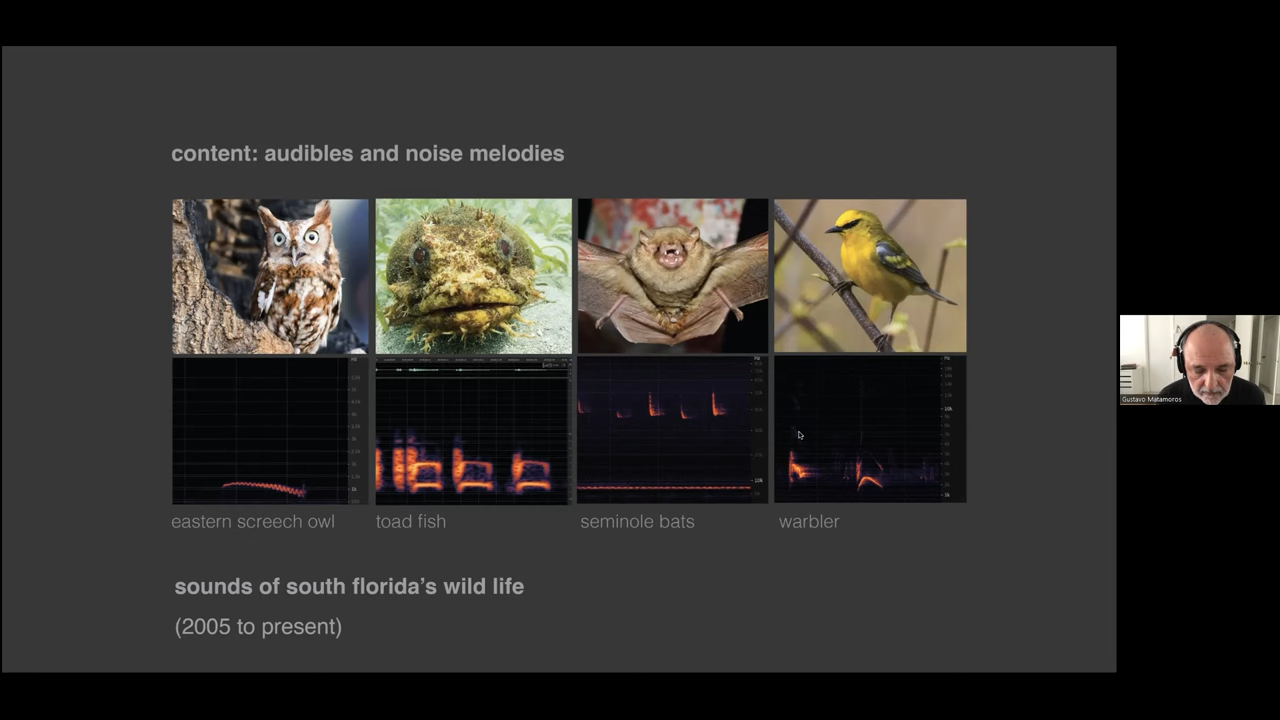 content: audibles and noise melodies
eastern screech owl
toad fish
seminole bats
warbler
sounds of south florida's wild life
(2005 to present)
Gustavo Matamoros